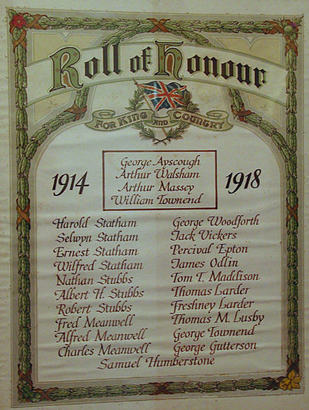 Roll of Honour
FOR KING AND COUNTRY
George Ayscough
Arthur Walsham
Arthur Massey
William Townend
1914 1918
Harold Statham
Selwyn Statham
Ernest Statham
Wilfred Statham
Nathan Stubbs
Albert H. Stubbs
Robert Stubbs
Fred Meanwell
Alfred Meanwell
Charles Meanwell
George Woodforth
Jack Vickers
Percival Epton
James Odlin
Tom T. Maddison
Thomas Larder
Freshney Larder
Thomas M. Lusby
George Townend
George Gutterson
Samuel Humberstone